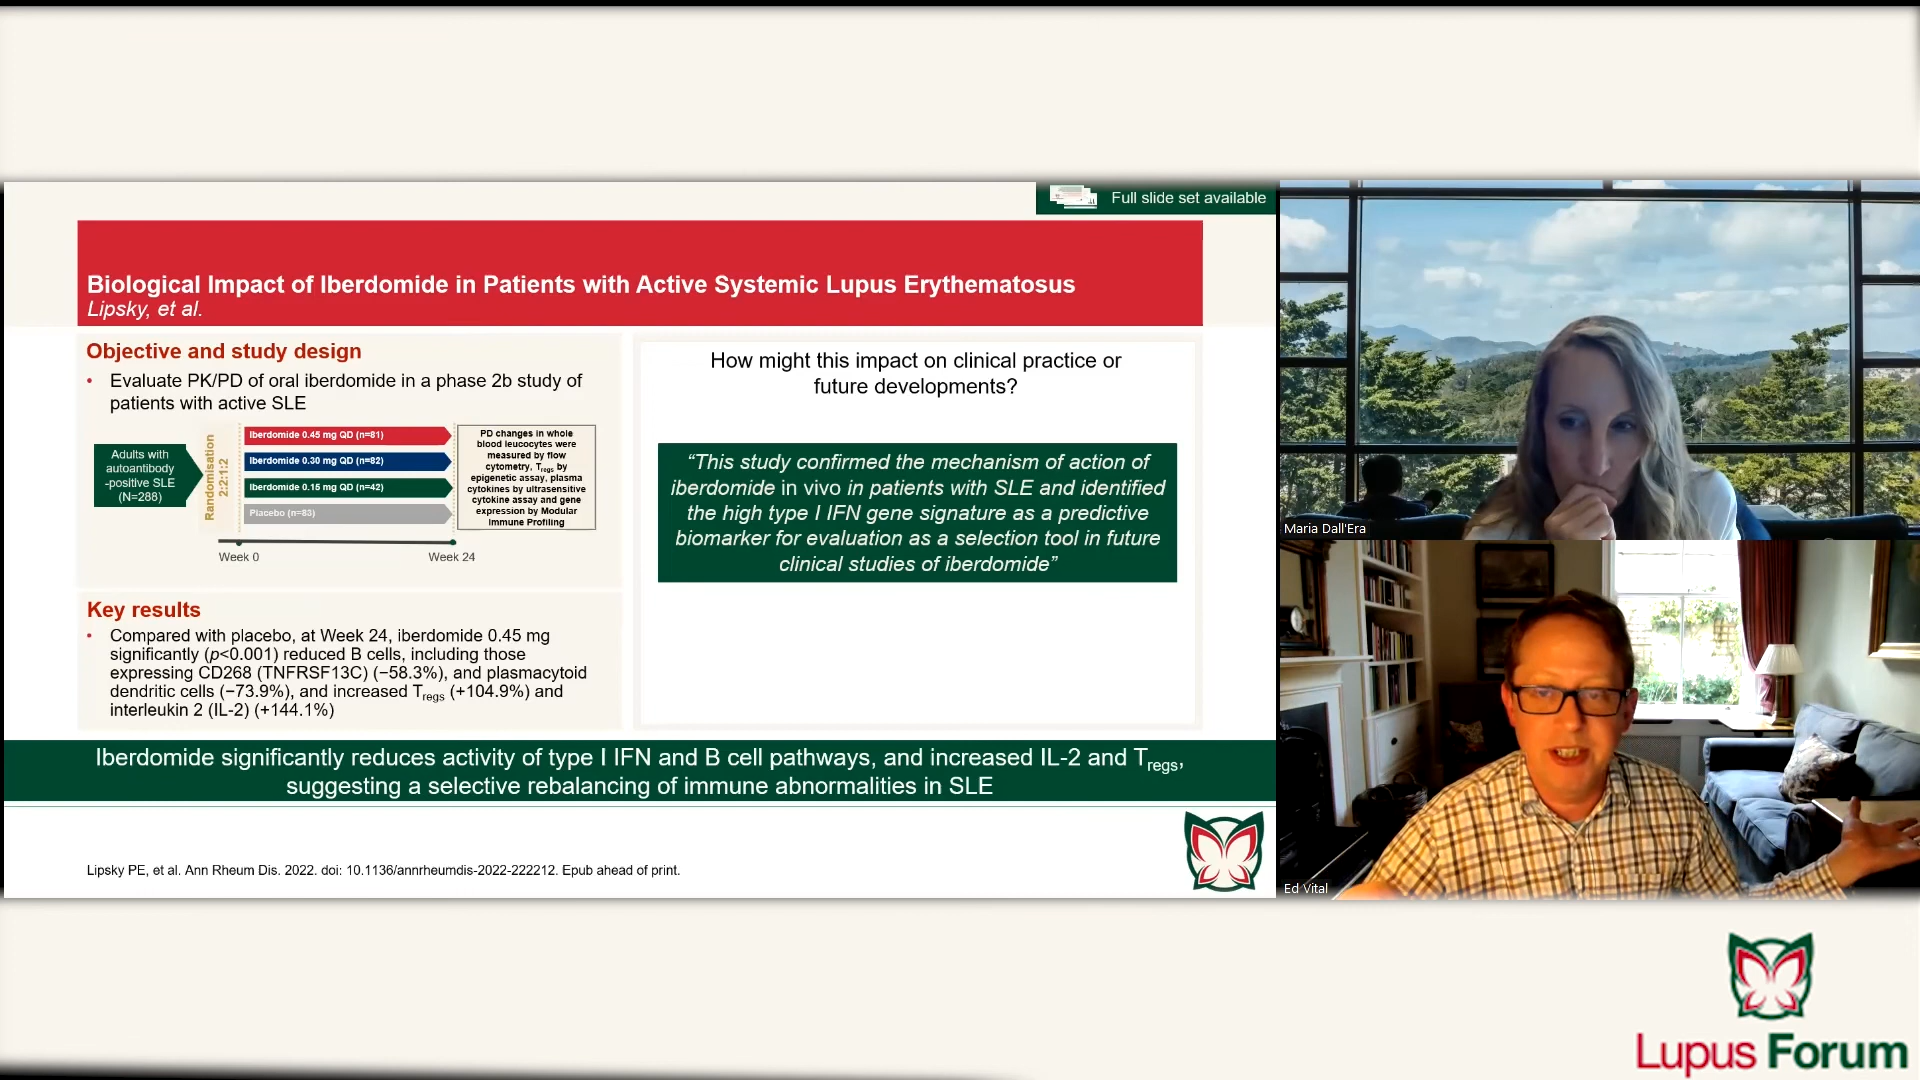 Full slide set available
Biological Impact of Iberdomide in Patients with Active Systemic Lupus Erythematosus
Lipsky, et al.
Objective and study design
• Evaluate PK/PD of oral iberdomide in a phase 2b study of
patients with active SLE
Adults with
autoantibody
-positive SLE
(N=288)
Randomisation
2:2:1:2
Iberdomide 0.45 mg QD (n=81)
Iberdomide 0.30 mg QD (n=82)
Iberdomide 0.15 mg QD (n=42)
Placebo (n=83)
Week 0
Week 24
PD changes in whole
blood leucocytes were
measured by flow
cytometry, Tregs by
epigenetic assay, plasma
cytokines by ultrasensitive
cytokine assay and gene
expression by Modular
Immune Profiling
Key results
• Compared with placebo, at Week 24, iberdomide 0.45 mg
significantly (p<0.001) reduced B cells, including those
expressing CD268 (TNFRSF13C) (−58.3%), and plasmacytoid
dendritic cells (−73.9%), and increased Tregs (+104.9%) and
interleukin 2 (IL-2) (+144.1%)
How might this impact on clinical practice or
future developments?
“This study confirmed the mechanism of action of
iberdomide in vivo in patients with SLE and identified
the high type I IFN gene signature as a predictive
biomarker for evaluation as a selection tool in future
clinical studies of iberdomide”
Iberdomide significantly reduces activity of type I IFN and B cell pathways, and increased IL-2 and Tregs,
suggesting a selective rebalancing of immune abnormalities in SLE
Lipsky PE, et al. Ann Rheum Dis. 2022. doi: 10.1136/annrheumdis-2022-222212. Epub ahead of print.
Maria Dall'Era
Ed Vital
Lupus Forum